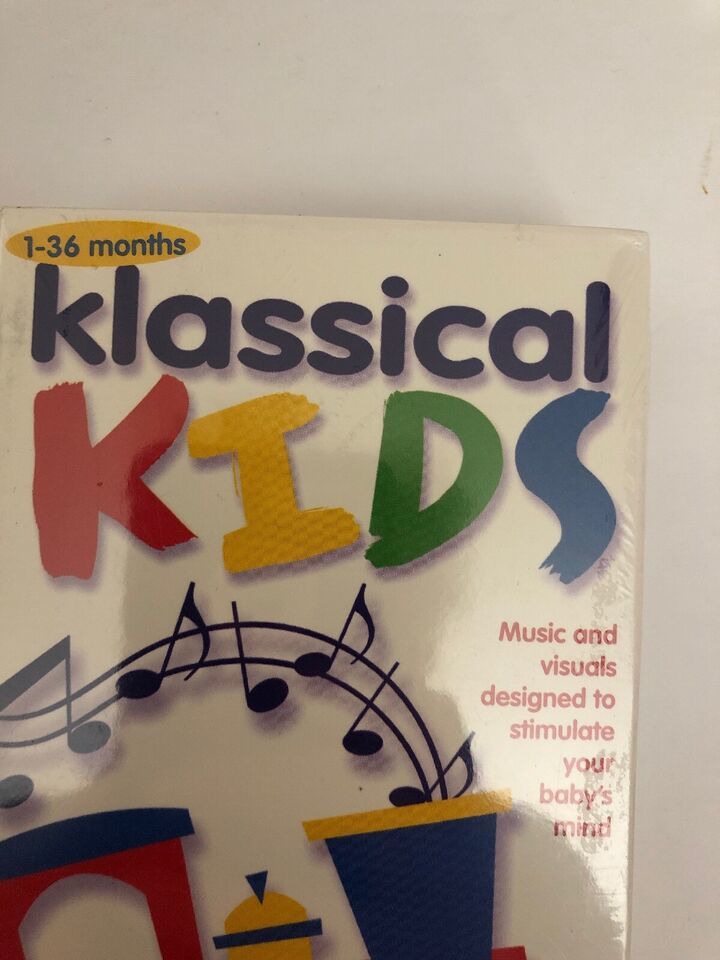 1-36 months
klassical
KIDS
Music and
visuals
designed to
stimulate
your
baby's
mind